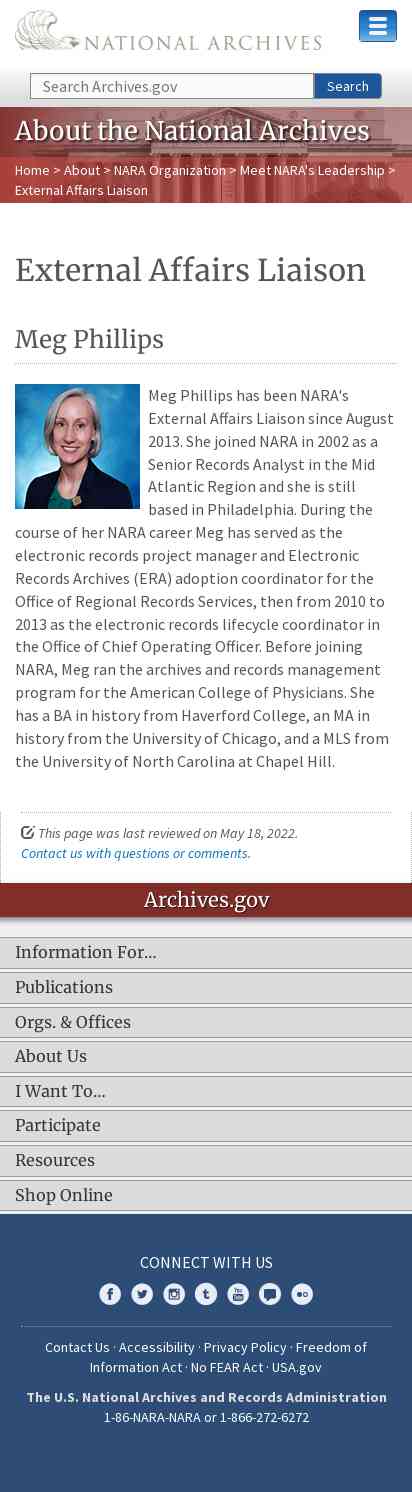 NATIONAL ARCHIVES
Search Archives.gov
Search
About the National Archives
Home > About > NARA Organization > Meet NARA's Leadership >
External Affairs Liaison
External Affairs Liaison
Meg Phillips
Meg Phillips has been NARA's
External Affairs Liaison since August
2013. She joined NARA in 2002 as a
Senior Records Analyst in the Mid
Atlantic Region and she is still
based in Philadelphia. During the
course of her NARA career Meg has served as the
electronic records project manager and Electronic
Records Archives (ERA) adoption coordinator for the
Office of Regional Records Services, then from 2010 to
2013 as the electronic records lifecycle coordinator in
the Office of Chief Operating Officer. Before joining
NARA, Meg ran the archives and records management
program for the American College of Physicians. She
has a BA in history from Haverford College, an MA in
history from the University of Chicago, and a MLS from
the University of North Carolina at Chapel Hill.
This page was last reviewed on May 18, 2022.
Contact us with questions or comments.
Archives.gov
Information For…
Publications
Orgs. & Offices
About Us
I Want To…
Participate
Resources
Shop Online
CONNECT WITH US
Contact Us · Accessibility · Privacy Policy · Freedom of
Information Act · No FEAR Act · USA.gov
The U.S. National Archives and Records Administration
1-86-NARA-NARA or 1-866-272-6272